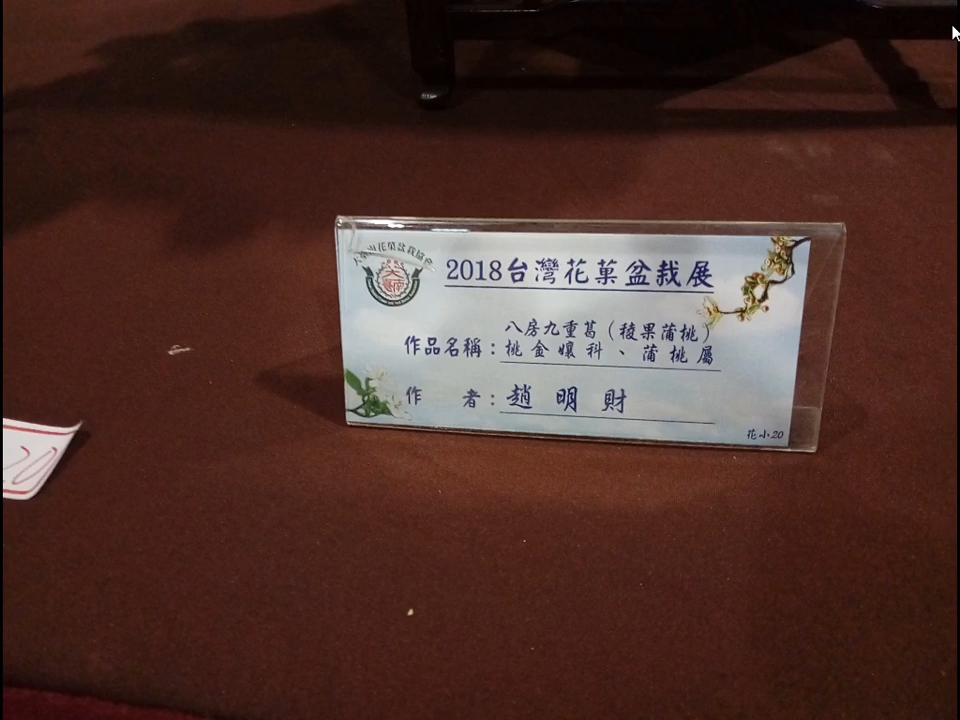 2018台灣花菓盆栽展
八房九重葛（稜果蒲桃）
作品名稱：桃金孃科、蒲桃屬
作 者：趙明財
花小20
20